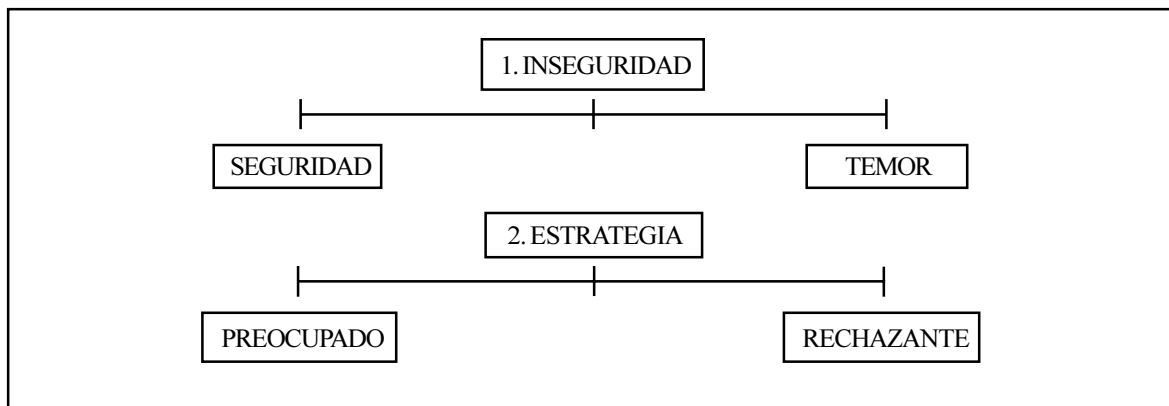 1. INSEGURIDAD
SEGURIDAD
TEMOR
2. ESTRATEGIA
PREOCUPADO
RECHAZANTE